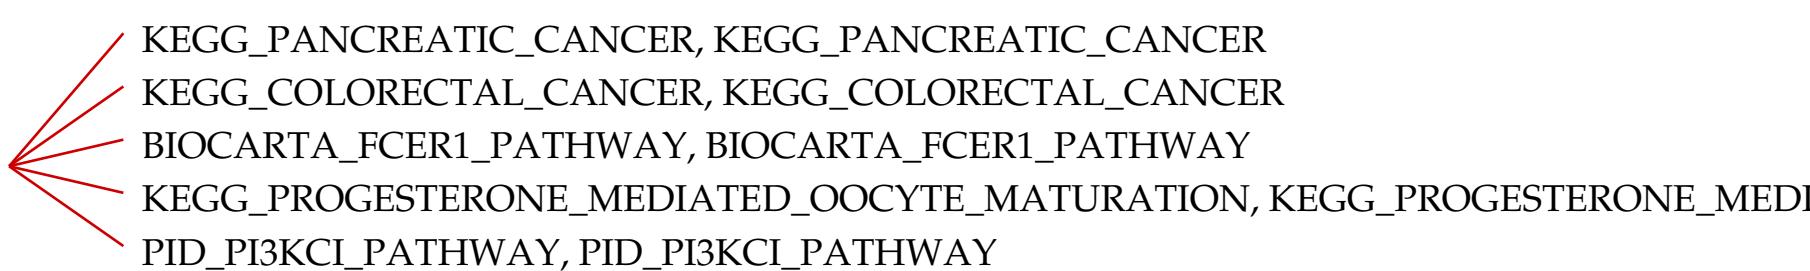 KEGG_PANCREATIC_CANCER, KEGG_PANCREATIC_CANCER
KEGG_COLORECTAL_CANCER, KEGG_COLORECTAL_CANCER
BIOCARTA_FCER1_PATHWAY, BIOCARTA_FCER1_PATHWAY
KEGG_PROGESTERONE_MEDIATED_OOCYTE_MATURATION, KEGG_PROGESTERONE_MEDI
PID_PI3KCI_PATHWAY, PID_PI3KCI_PATHWAY